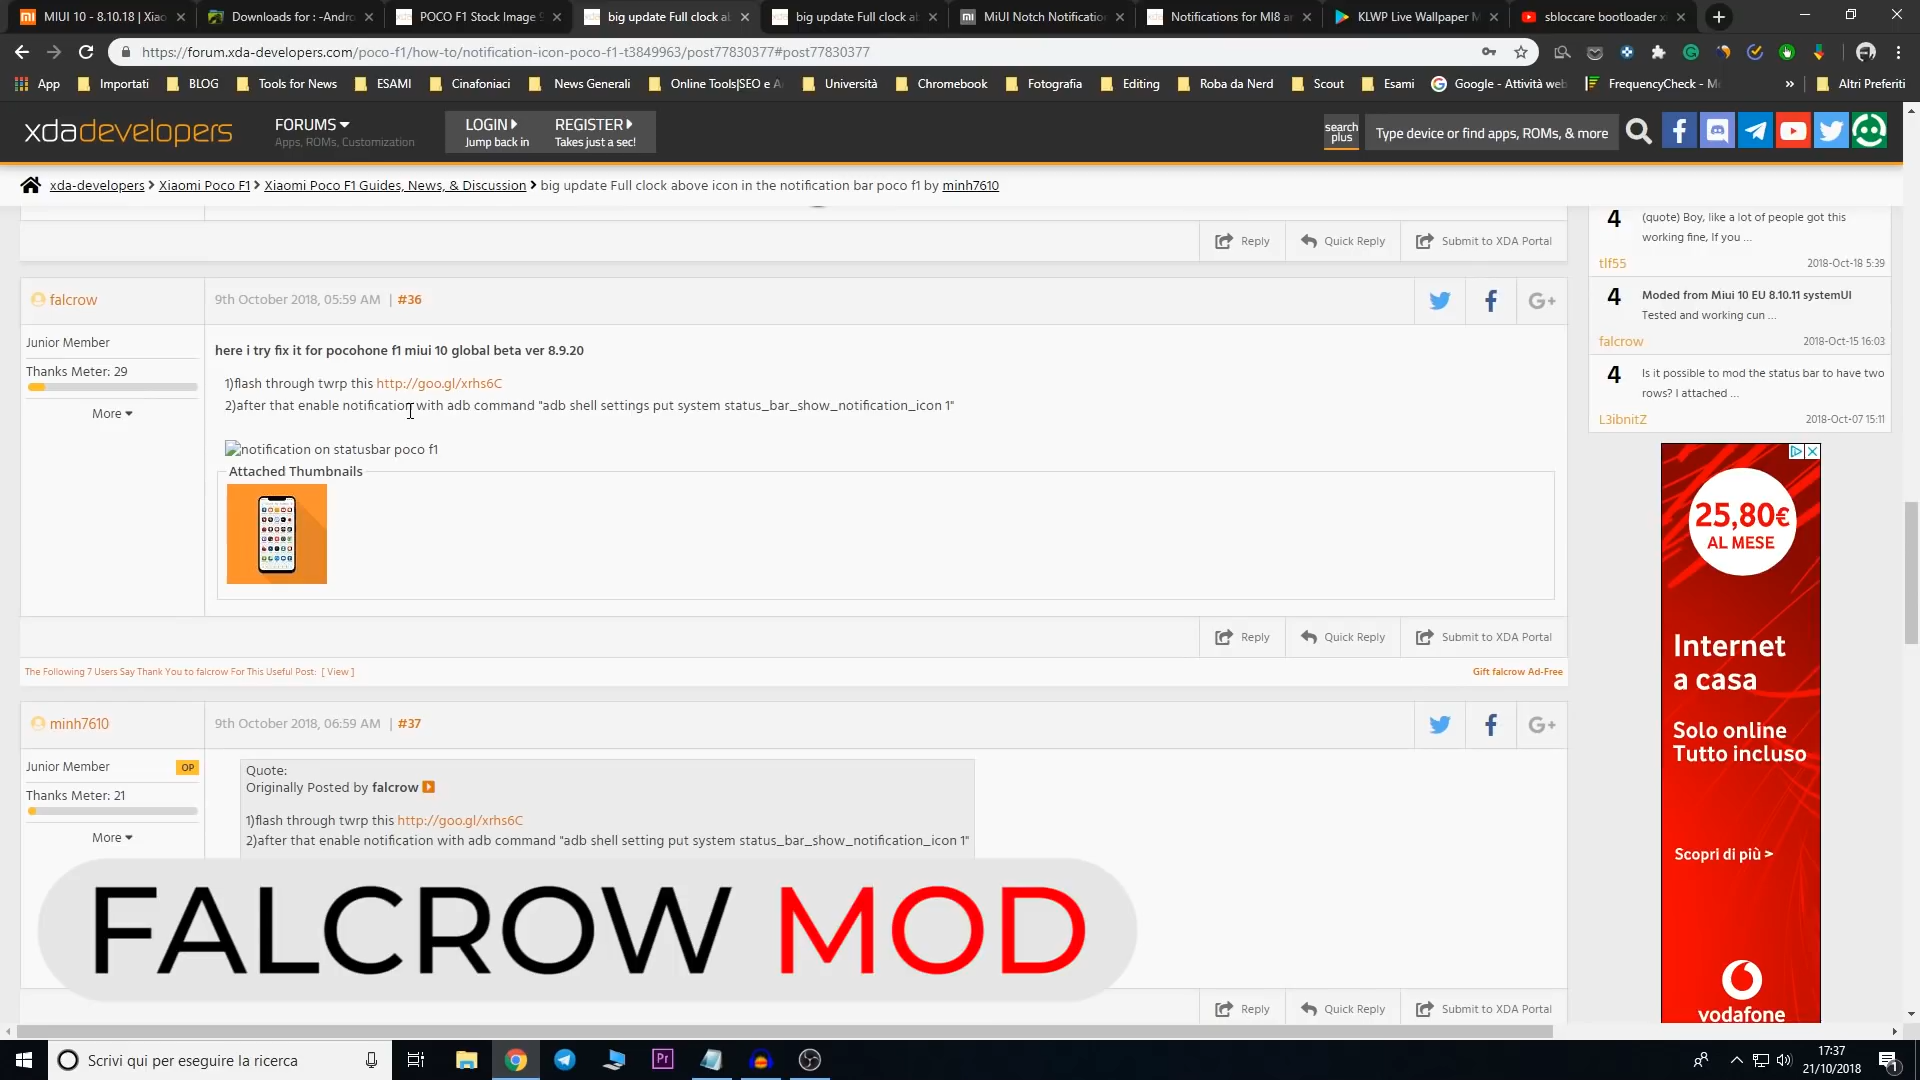 MIUI 10 - 8.10.18 | Xiao
Downloads for : -Andro
POCO F1 Stock Image 9
big update Full clock ab
big update Full clock ab
MiUI Notch Notification
Notifications for MI8 an
KLWP Live Wallpaper M
sbloccare bootloader xi
https://forum.xda-developers.com/poco-f1/how-to/notification-icon-poco-f1-t3849963/post77830377#post77830377
App
Importati
BLOG
Tools for News
ESAMI
Cinafoniaci
News Generali
Online Tools|SEO e A
Università
Chromebook
Fotografia
Editing
Roba da Nerd
Scout
Esami
Google - Attività web
FrequencyCheck - M
»
Altri Preferiti
xdadevelopers
FORUMS
Apps, ROMs, Customization
LOGIN
Jump back in
REGISTER
Takes just a sec!
search plus
Type device or find apps, ROMs, & more
xda-developers > Xiaomi Poco F1 > Xiaomi Poco F1 Guides, News, & Discussion > big update Full clock above icon in the notification bar poco f1 by minh7610
Reply
Quick Reply
Submit to XDA Portal
4
(quote) Boy, like a lot of people got this
working fine, If you ...
tlf55
2018-Oct-18 5:39
4
Moded from Miui 10 EU 8.10.11 systemUI
Tested and working cun ...
falcrow
2018-Oct-15 16:03
4
Is it possible to mod the status bar to have two
rows? I attached ...
L3ibnitZ
2018-Oct-07 15:11
falcrow
9th October 2018, 05:59 AM | #36
G+
Junior Member
Thanks Meter: 29
More
here i try fix it for pocohone f1 miui 10 global beta ver 8.9.20
1)flash through twrp this http://goo.gl/xrhs6C
2)after that enable notification with adb command "adb shell settings put system status_bar_show_notification_icon 1"
notification on statusbar poco f1
Attached Thumbnails
Reply
Quick Reply
Submit to XDA Portal
The Following 7 Users Say Thank You to falcrow For This Useful Post: [ View ]
Gift falcrow Ad-Free
minh7610
9th October 2018, 06:59 AM | #37
G+
Junior Member
OP
Thanks Meter: 21
More
Quote:
Originally Posted by falcrow
1)flash through twrp this http://goo.gl/xrhs6C
2)after that enable notification with adb command "adb shell setting put system status_bar_show_notification_icon 1"
FALCROW MOD
Reply
Quick Reply
Submit to XDA Portal
25,80€
AL MESE
Internet
a casa
Solo online
Tutto incluso
Scopri di più >
vodafone
Scrivi qui per eseguire la ricerca
Pr
17:37
21/10/2018
1